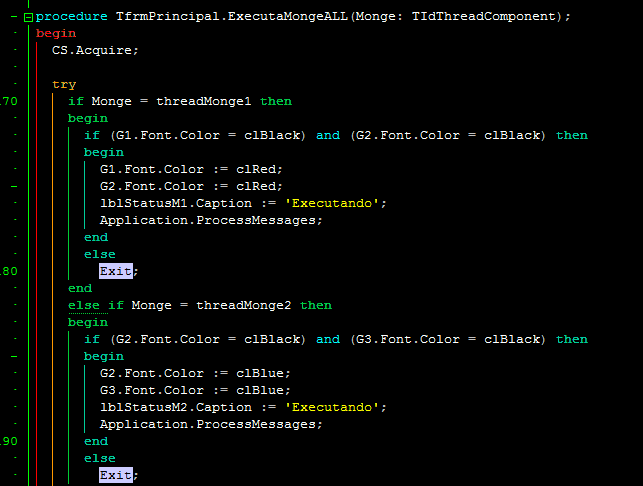 procedure TfrmPrincipal.ExecutaMongeALL(Monge: TIdThreadComponent);
begin
  CS.Acquire;

  try
70    if Monge = threadMonge1 then
    begin
      if (G1.Font.Color = clBlack) and (G2.Font.Color = clBlack) then
      begin
        G1.Font.Color := clRed;
        G2.Font.Color := clRed;
        lblStatusM1.Caption := 'Executando';
        Application.ProcessMessages;
      end
      else
80        Exit;
    end
    else if Monge = threadMonge2 then
    begin
      if (G2.Font.Color = clBlack) and (G3.Font.Color = clBlack) then
      begin
        G2.Font.Color := clBlue;
        G3.Font.Color := clBlue;
        lblStatusM2.Caption := 'Executando';
        Application.ProcessMessages;
90      end
      else
        Exit;